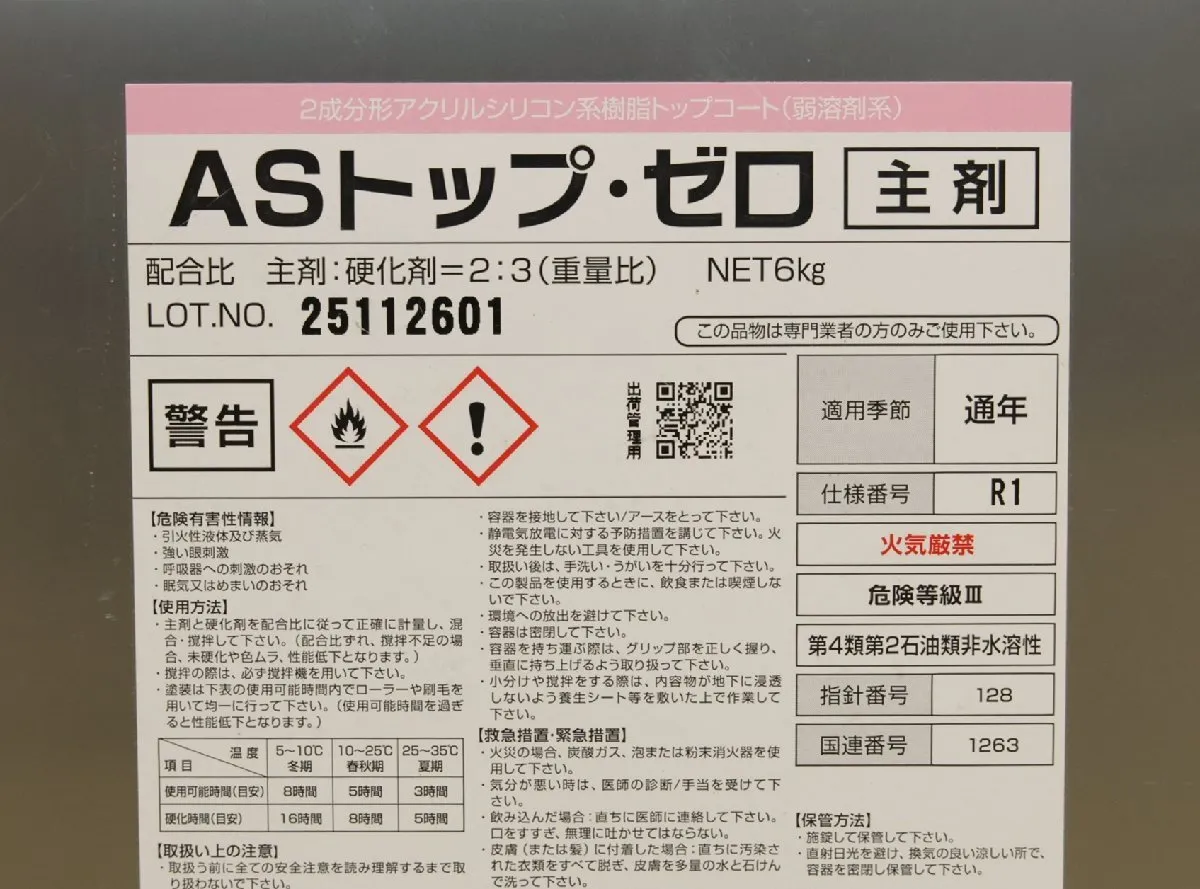 2成分形アクリルシリコン系樹脂トップコート(弱溶剤系)
ASトップ・ゼロ 主剤
配合比 主剤:硬化剤=2:3(重量比) NET6kg
LOT.NO. 25112601
この品物は専門業者の方のみご使用下さい。
警告
出荷管理用
適用季節 通年
仕様番号 R1
火気厳禁
危険等級Ⅲ
第4類第2石油類非水溶性
指針番号 128
国連番号 1263
【危険有害性情報】
・引火性液体及び蒸気
・強い眼刺激
・呼吸器への刺激のおそれ
・眠気又はめまいのおそれ
【使用方法】
・主剤と硬化剤を配合比に従って正確に計量し、混
合・撹拌して下さい。(配合比ずれ、撹拌不足の場
合、未硬化や色ムラ、性能低下となります。)
・撹拌の際は、必ず撹拌機を用いて下さい。
・塗装は下表の使用可能時間内でローラーや刷毛を
用いて均一に行って下さい。(使用可能時間を過ぎ
ると性能低下となります。)
温度 5~10℃ 10~25℃ 25~35℃
項目 冬期 春秋期 夏期
使用可能時間(目安) 8時間 5時間 3時間
硬化時間(目安) 16時間 8時間 5時間
【取扱い上の注意】
・取扱う前に全ての安全注意を読み理解するまで取
り扱わないで下さい。
・容器を接地して下さい/アースをとって下さい。
・静電気放電に対する予防措置を講じて下さい。火
災を発生しない工具を使用して下さい。
・取扱い後は、手洗い・うがいを十分行って下さい。
・この製品を使用するときに、飲食または喫煙しな
いで下さい。
・環境への放出を避けて下さい。
・容器は密閉して下さい。
・容器を持ち運ぶ際は、グリップ部を正しく握り、
垂直に持ち上げるよう取り扱って下さい。
・小分けや撹拌をする際は、内容物が地下に浸透
しないよう養生シート等を敷いた上で作業して
下さい。
【救急措置・緊急措置】
・火災の場合、炭酸ガス、泡または粉末消火器を使
用して下さい。
・気分が悪い時は、医師の診断/手当を受けて下
さい。
・飲み込んだ場合:直ちに医師に連絡して下さい。
口をすすぎ、無理に吐かせてはならない。
・皮膚(または髪)に付着した場合:直ちに汚染さ
れた衣類をすべて脱ぎ、皮膚を多量の水と石けん
で洗って下さい。
【保管方法】
・施錠して保管して下さい。
・直射日光を避け、換気の良い涼しい所で、
容器を密閉し保管して下さい。